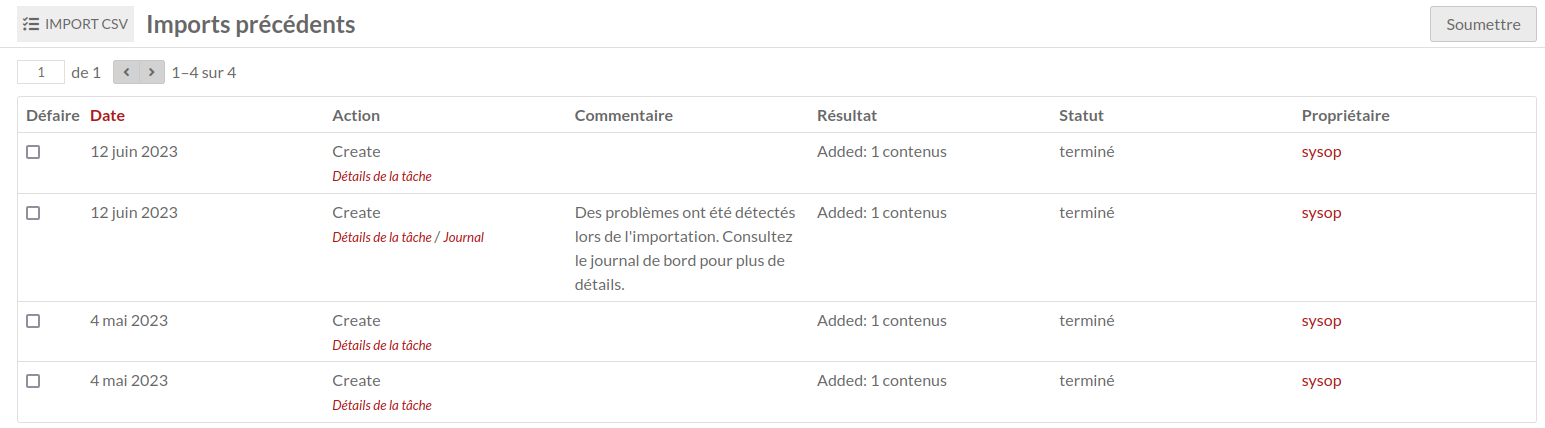 IMPORT CSV Imports précédents Soumettre
1 de 1 1–4 sur 4
Défaire Date Action Commentaire Résultat Statut Propriétaire
12 juin 2023 Create Added: 1 contenus terminé sysop
Détails de la tâche
12 juin 2023 Create Des problèmes ont été détectés Added: 1 contenus terminé sysop
Détails de la tâche / Journal lors de l'importation. Consultez
le journal de bord pour plus de
détails.
4 mai 2023 Create Added: 1 contenus terminé sysop
Détails de la tâche
4 mai 2023 Create Added: 1 contenus terminé sysop
Détails de la tâche